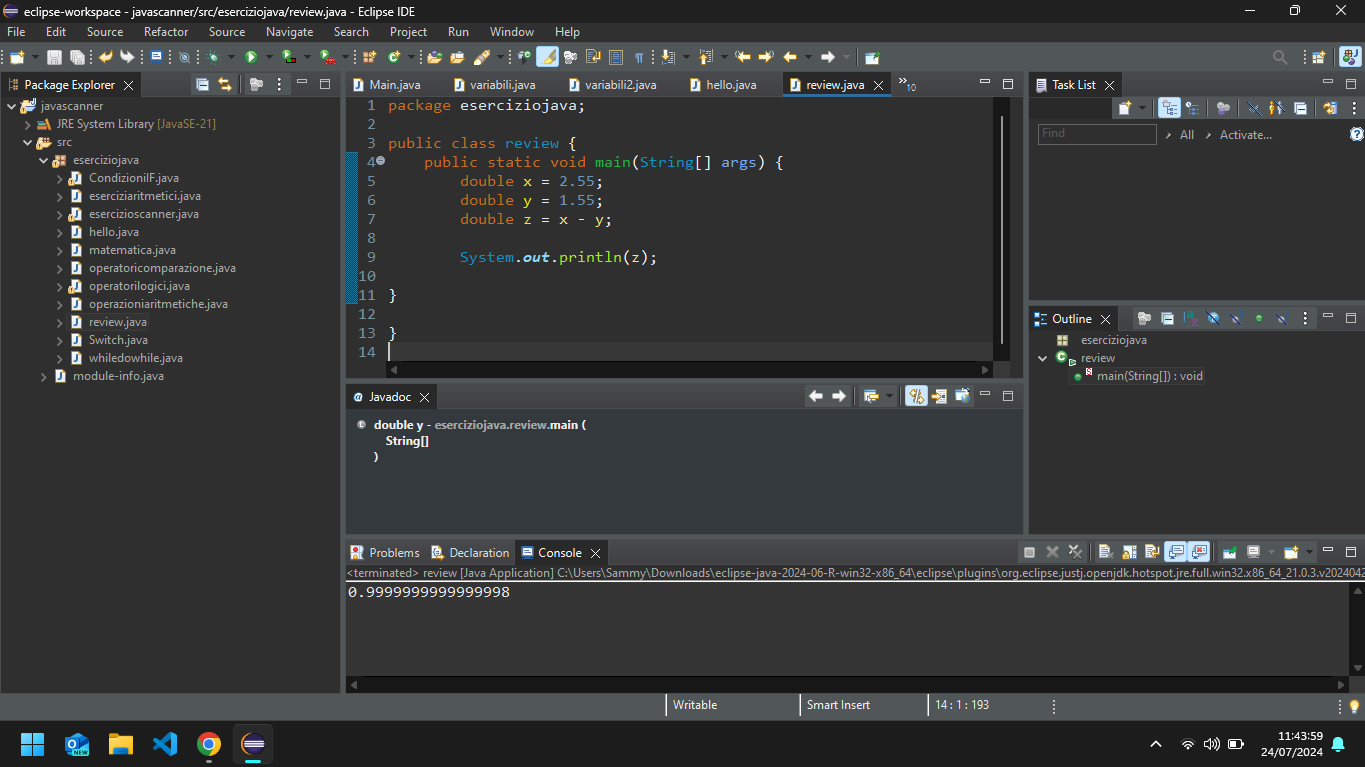 eclipse-workspace - javascanner/src/eserciziojava/review.java - Eclipse IDE
File Edit Source Refactor Source Navigate Search Project Run Window Help
Package Explorer
javascanner
JRE System Library [JavaSE-21]
src
eserciziojava
CondizioniIF.java
eserciziaritmetici.java
esercizioscanner.java
hello.java
matematica.java
operatoricomparazione.java
operatorilogici.java
operazioniaritmetiche.java
review.java
Switch.java
whiledowhile.java
module-info.java
Main.java variabili.java variabili2.java hello.java review.java »10
1 package eserciziojava;
2
3 public class review {
4 public static void main(String[] args) {
5 double x = 2.55;
6 double y = 1.55;
7 double z = x - y;
8
9 System.out.println(z);
10
11 }
12
13 }
14
Javadoc
double y - eserciziojava.review.main (
String[]
)
Task List
Find All Activate...
Outline
eserciziojava
review
main(String[]) : void
Problems Declaration Console
<terminated> review [Java Application] C:\Users\Sammy\Downloads\eclipse-java-2024-06-R-win32-x86_64\eclipse\plugins\org.eclipse.justj.openjdk.hotspot.jre.full.win32.x86_64_21.0.3.v2024042
0.9999999999999998
Writable Smart Insert 14 : 1 : 193
NEW
11:43:59
24/07/2024